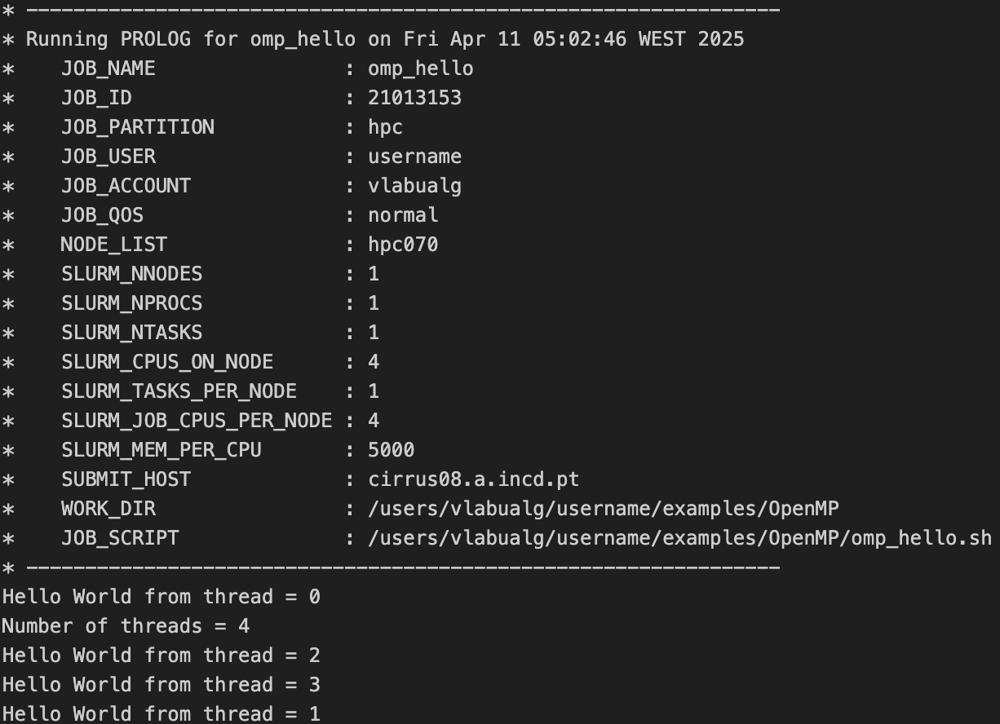 * ----------------------------------------------------------------
* Running PROLOG for omp_hello on Fri Apr 11 05:02:46 WEST 2025
*    JOB_NAME                : omp_hello
*    JOB_ID                  : 21013153
*    JOB_PARTITION           : hpc
*    JOB_USER                : username
*    JOB_ACCOUNT             : vlabualg
*    JOB_QOS                 : normal
*    NODE_LIST               : hpc070
*    SLURM_NNODES            : 1
*    SLURM_NPROCS            : 1
*    SLURM_NTASKS            : 1
*    SLURM_CPUS_ON_NODE      : 4
*    SLURM_TASKS_PER_NODE    : 1
*    SLURM_JOB_CPUS_PER_NODE : 4
*    SLURM_MEM_PER_CPU       : 5000
*    SUBMIT_HOST             : cirrus08.a.incd.pt
*    WORK_DIR                : /users/vlabualg/username/examples/OpenMP
*    JOB_SCRIPT              : /users/vlabualg/username/examples/OpenMP/omp_hello.sh
* ----------------------------------------------------------------
Hello World from thread = 0
Number of threads = 4
Hello World from thread = 2
Hello World from thread = 3
Hello World from thread = 1